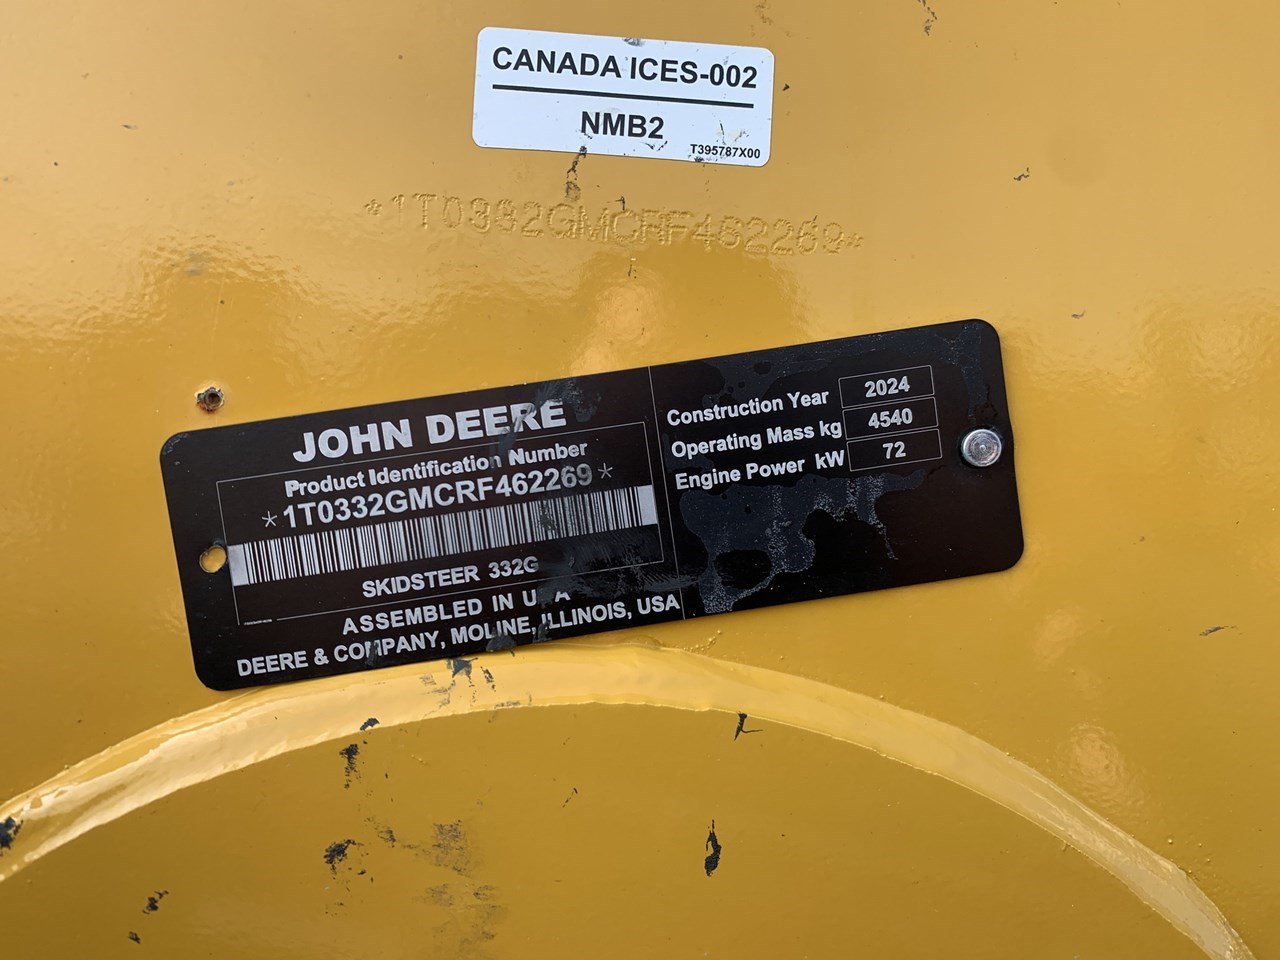 CANADA ICES-002
NMB2
T395787X00
*1T0332GMCRF462269*
JOHN DEERE
Product Identification Number
*1T0332GMCRF462269*
SKIDSTEER 332G
ASSEMBLED IN U A
DEERE & COMPANY, MOLINE, ILLINOIS, USA
Construction Year 2024
Operating Mass kg 4540
Engine Power kW 72